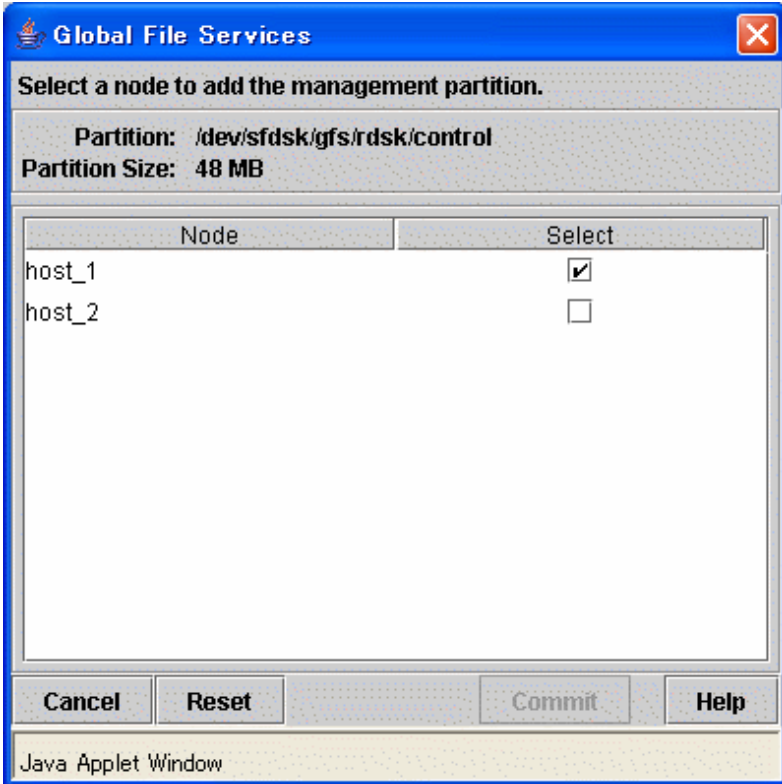 Global File Services
Select a node to add the management partition.
Partition: /dev/sfdsk/gfs/rdsk/control
Partition Size: 48 MB
Node Select
host_1
host_2
Cancel Reset Commit Help
Java Applet Window